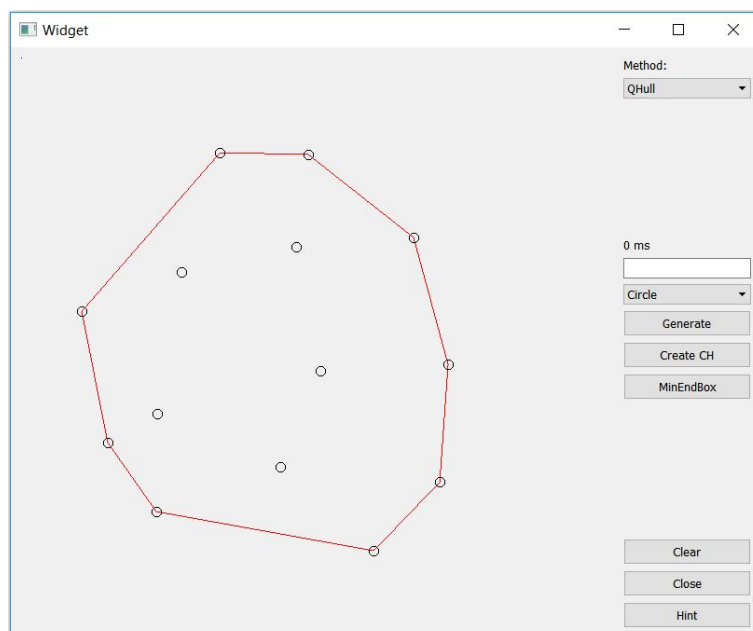 Widget
Method:
QHull
0 ms
Circle
Generate
Create CH
MinEndBox
Clear
Close
Hint